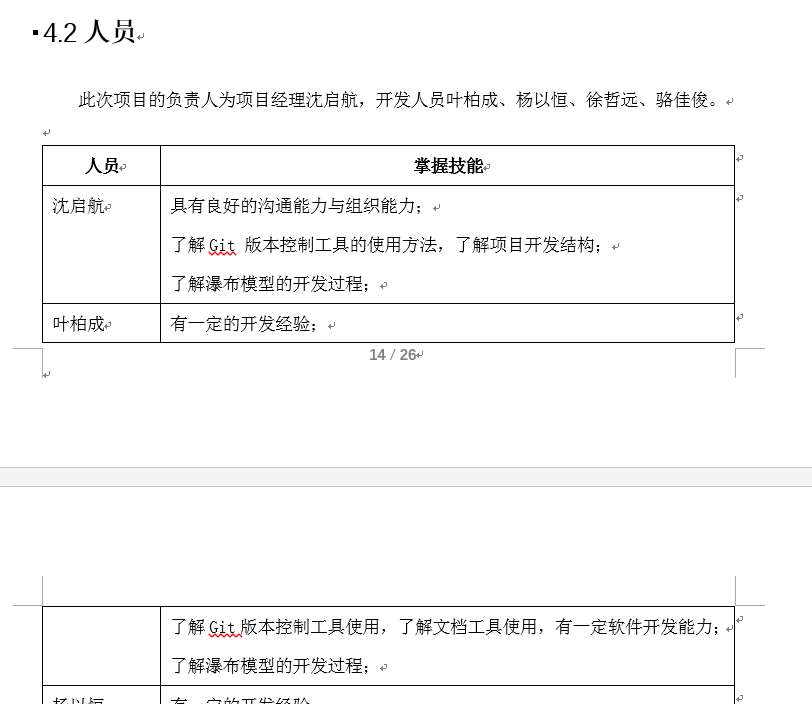 4.2 人员
此次项目的负责人为项目经理沈启航，开发人员叶柏成、杨以恒、徐哲远、骆佳俊。
人员 掌握技能
沈启航 具有良好的沟通能力与组织能力；
了解 Git 版本控制工具的使用方法，了解项目开发结构；
了解瀑布模型的开发过程；
叶柏成 有一定的开发经验；
14 / 26
了解 Git 版本控制工具使用，了解文档工具使用，有一定软件开发能力；
了解瀑布模型的开发过程；
杨以恒 有一定的开发经验